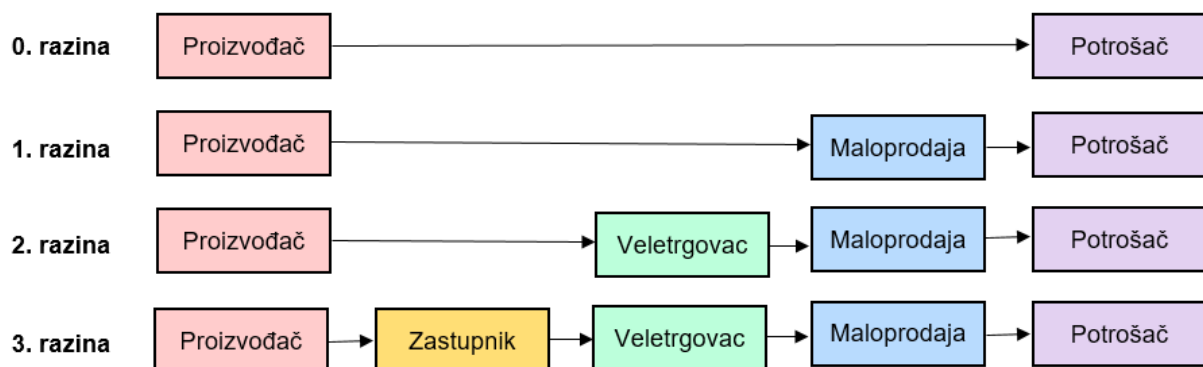 0. razina Proizvođač Potrošač
1. razina Proizvođač Maloprodaja Potrošač
2. razina Proizvođač Veletrgovac Maloprodaja Potrošač
3. razina Proizvođač Zastupnik Veletrgovac Maloprodaja Potrošač